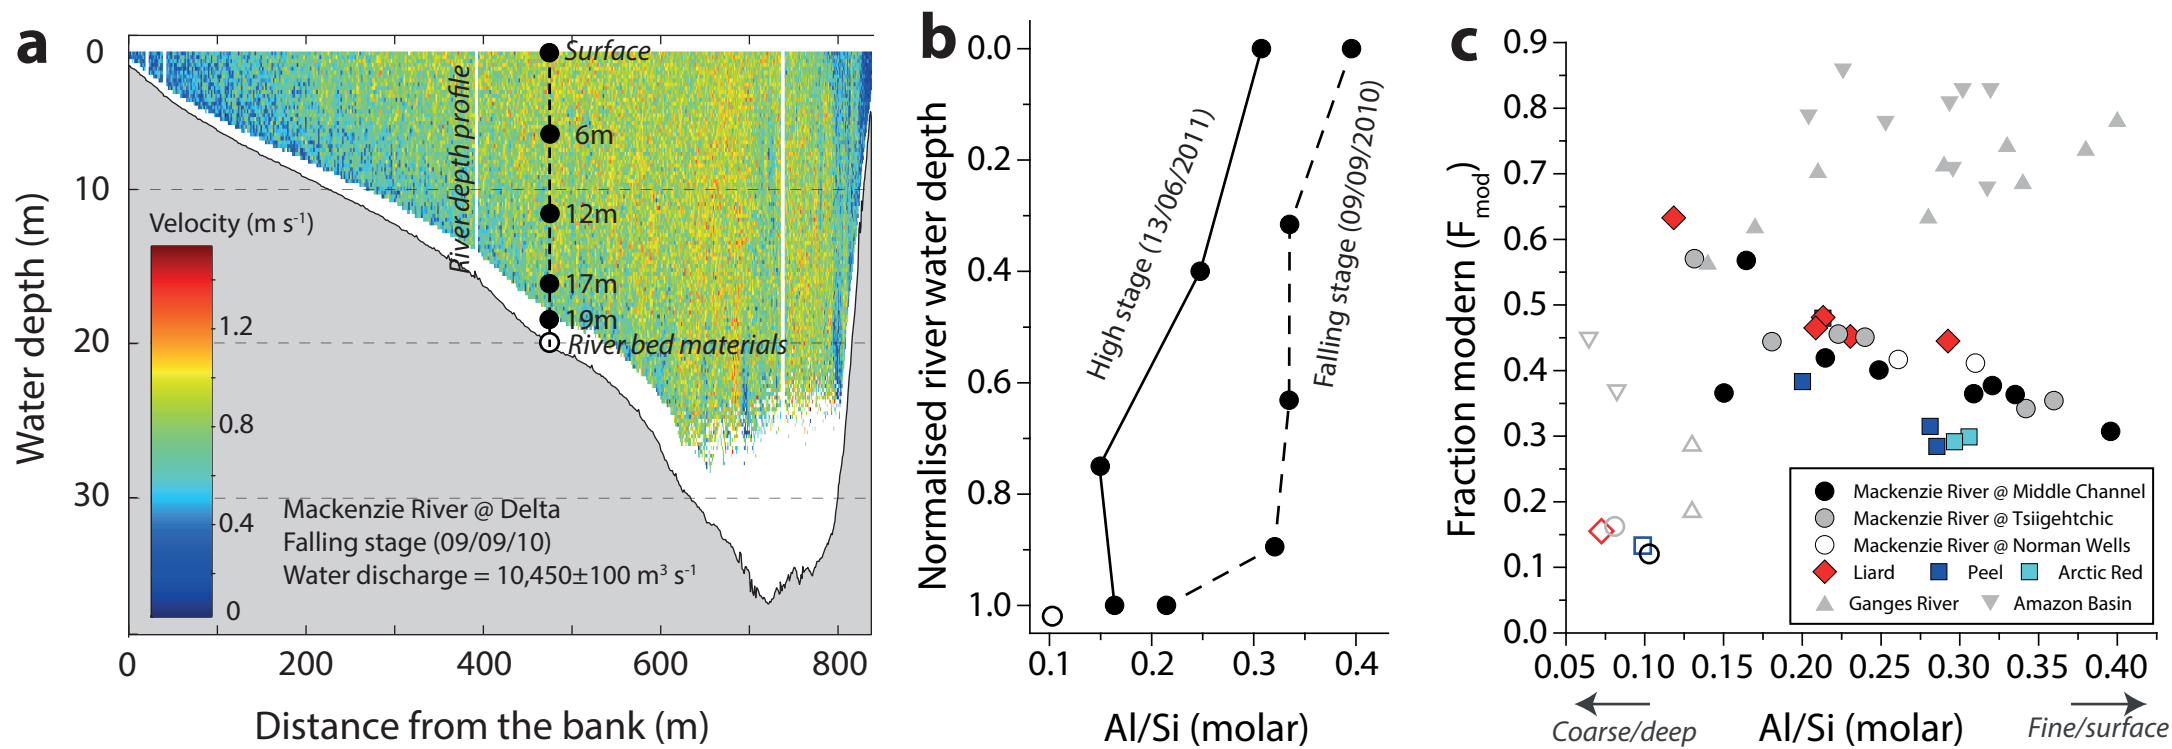 a
0
10
20
30
Water depth (m)
Surface
6m
12m
17m
19m
River bed materials
River depth profile
Velocity (m s-1)
1.2
0.8
0.4
0
Mackenzie River @ Delta
Falling stage (09/09/10)
Water discharge = 10,450±100 m3 s-1
0 200 400 600 800
Distance from the bank (m)
b
0.0
0.2
0.4
0.6
0.8
1.0
Normalised river water depth
High stage (13/06/2011)
Falling stage (09/09/2010)
0.1 0.2 0.3 0.4
Al/Si (molar)
c
0.9
0.8
0.7
0.6
0.5
0.4
0.3
0.2
0.1
0.0
Fraction modern (Fmod)
Mackenzie River @ Middle Channel
Mackenzie River @ Tsiigehtchic
Mackenzie River @ Norman Wells
Liard Peel Arctic Red
Ganges River Amazon Basin
0.05 0.10 0.15 0.20 0.25 0.30 0.35 0.40
Coarse/deep Al/Si (molar) Fine/surface